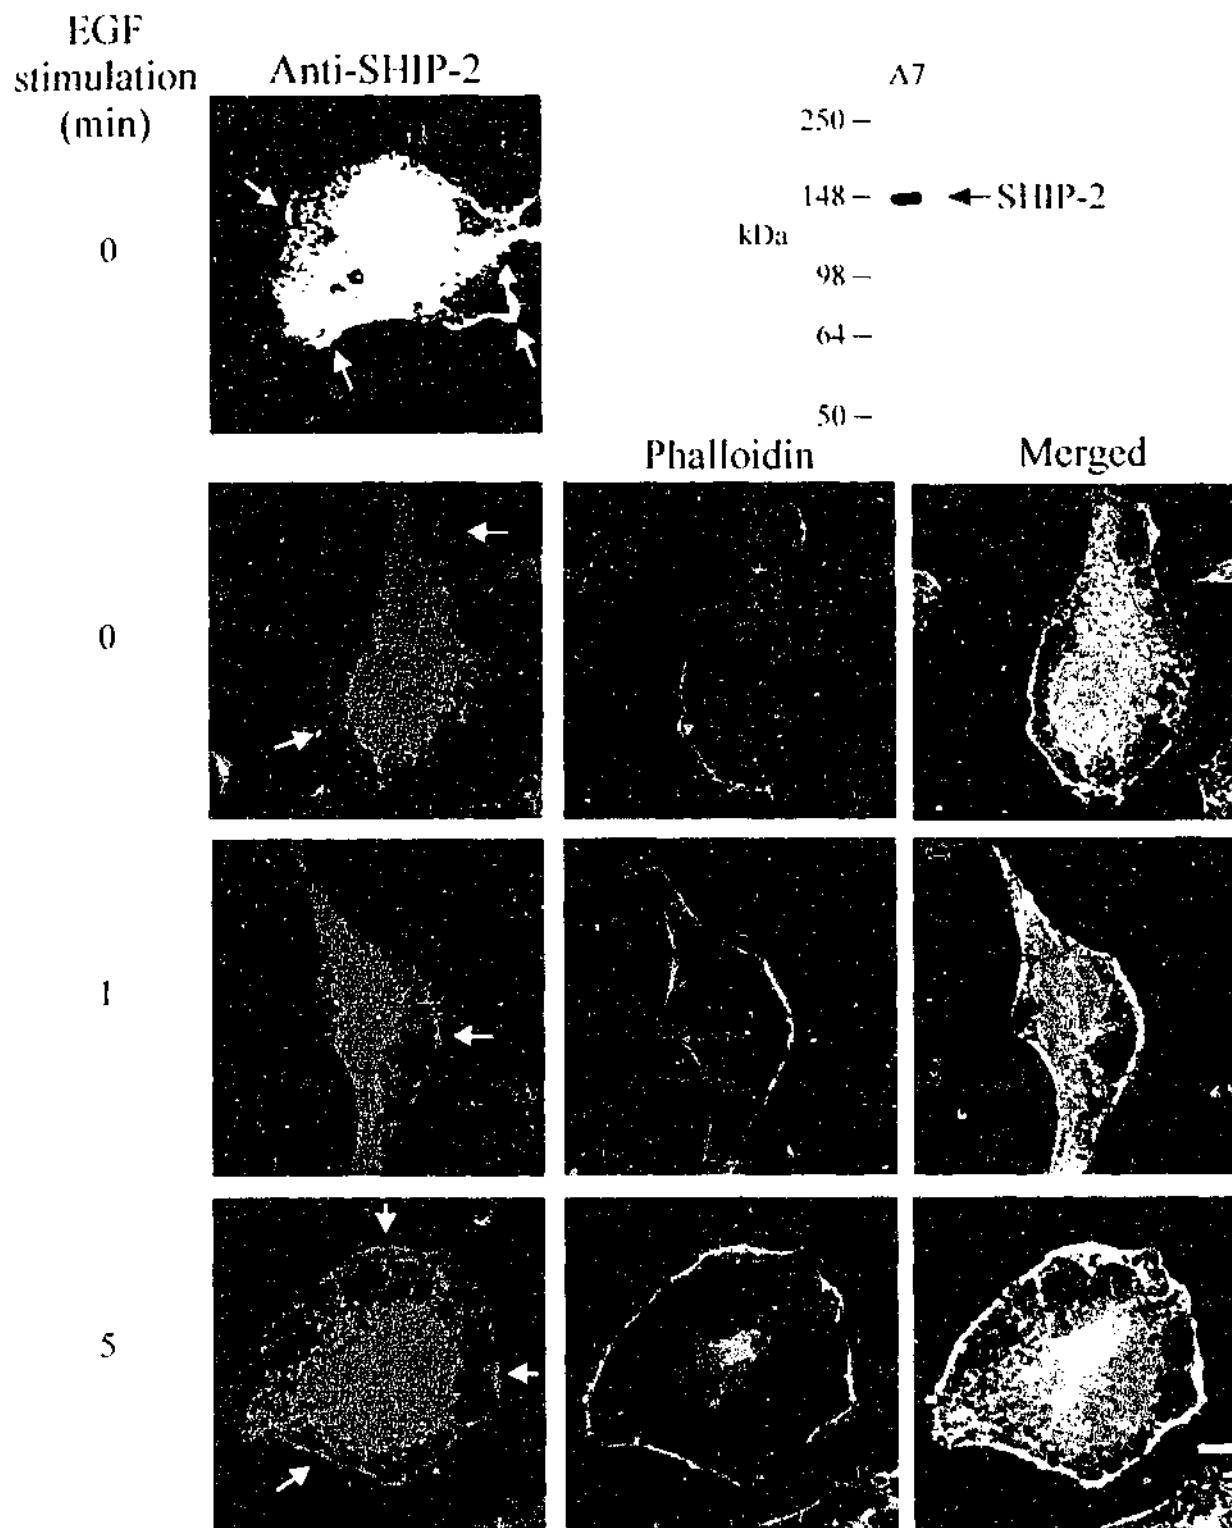 EGF
stimulation
(min)
Anti-SHIP-2
A7
250 –
148 –
SHIP-2
kDa
98 –
64 –
50 –
Phalloidin
Merged
0
0
1
5